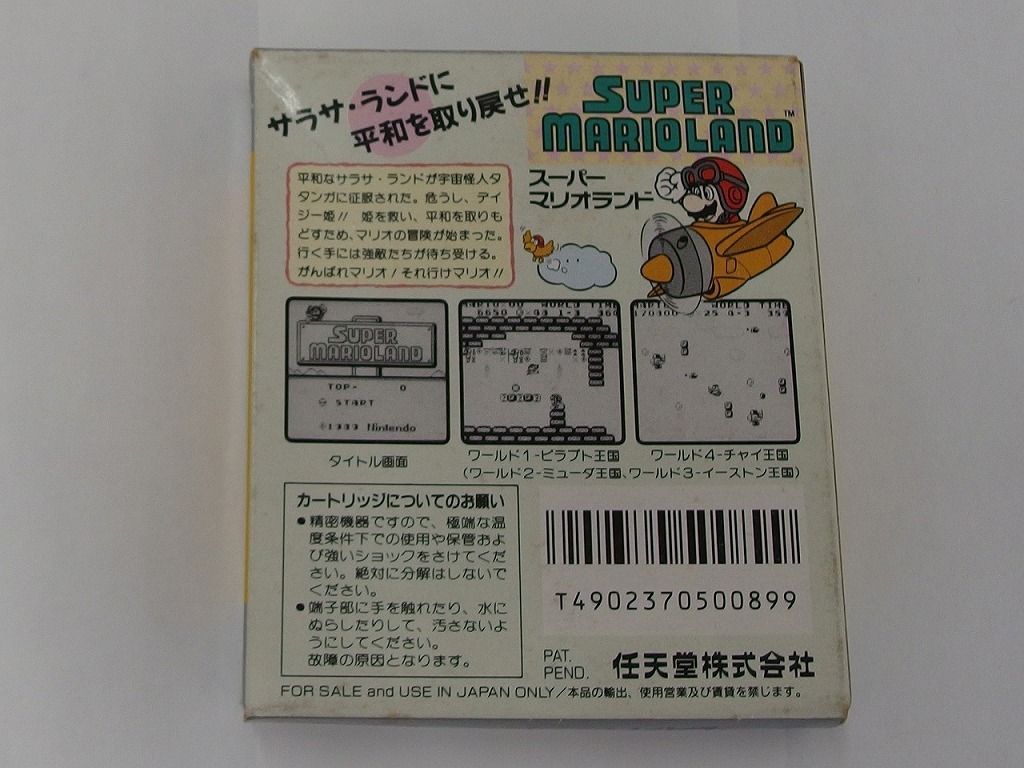 サラサ・ランドに
平和を取り戻せ!!
SUPER
MARIOLAND™
スーパー
マリオランド
平和なサラサ・ランドが宇宙怪人タ
タンガに征服された。危うし、デイ
ジー姫!! 姫を救い、平和を取りも
どすため、マリオの冒険が始まった。
行く手には強敵たちが待ち受ける。
がんばれマリオ!それ行けマリオ!!
SUPER
MARIOLAND
TOP- 0
START
©1989 Nintendo
WORLD TIME
6650 43 1-3
WORLD TIME
170300 25 4-3
タイトル画面
ワールド1-ピラプト王国
ワールド4-チャイ王国
(ワールド2-ミューダ王国、ワールド3-イーストン王国)
カートリッジについてのお願い
●精密機器ですので、極端な温
度条件下での使用や保管およ
び強いショックをさけてくだ
さい。絶対に分解はしないで
ください。
●端子部に手を触れたり、水に
ぬらしたりして、汚さないよ
うにしてください。
故障の原因となります。
T4902370500899
PAT.
PEND.
任天堂株式会社
FOR SALE and USE IN JAPAN ONLY/本品の輸出、使用営業及び賃貸を禁じます。